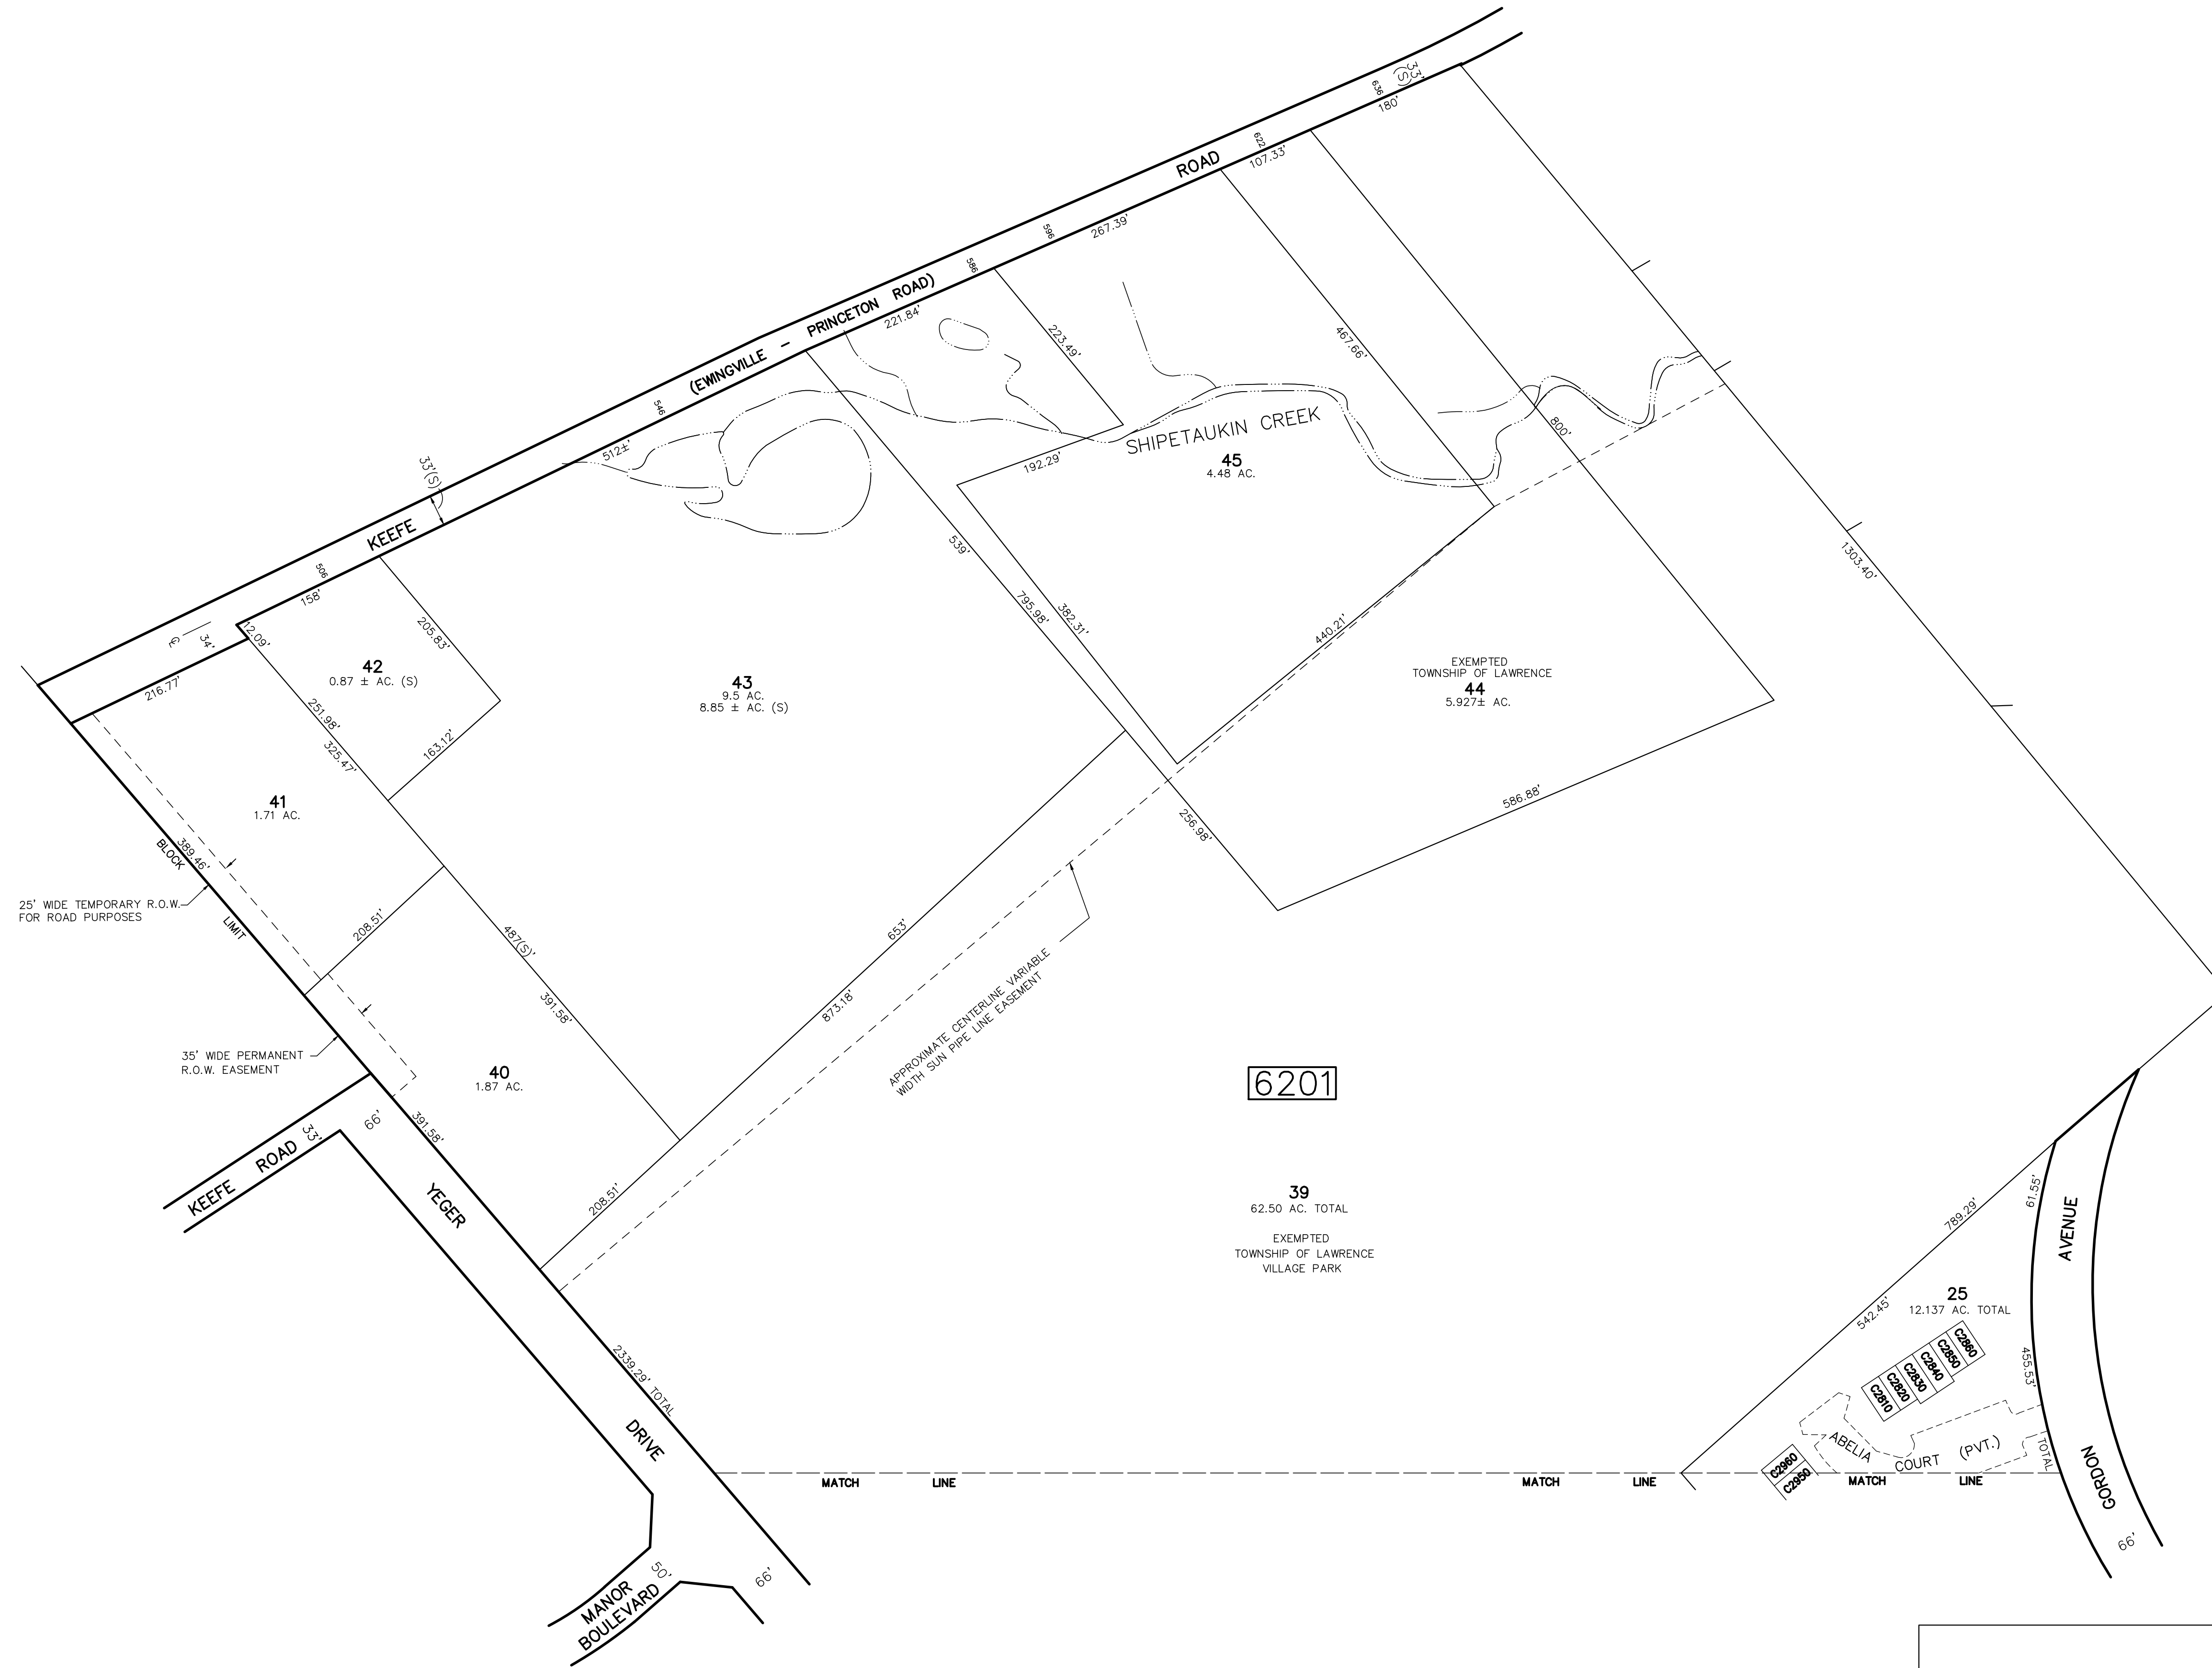 33'
(S)
636
180'
ROAD
622
107.33'
596
267.39'
586
(EWINGVILLE – PRINCETON ROAD)
221.84'
223.49'
467.66'
546
512±'
SHIPETAUKIN CREEK
800'
192.29'
45
4.48 AC.
33'(S)
KEEFE
539'
1303.40'
506
158'
795.98'
382.31'
440.21'
12.09'
205.83'
34'
℄
42
0.87 ± AC. (S)
216.77'
43
9.5 AC.
8.85 ± AC. (S)
EXEMPTED
TOWNSHIP OF LAWRENCE
44
5.927± AC.
251.98'
325.47'
163.12'
41
1.71 AC.
586.88'
256.98'
389.46'
BLOCK
LIMIT
25' WIDE TEMPORARY R.O.W.
FOR ROAD PURPOSES
208.51'
487(S)'
653'
391.58'
873.18'
APPROXIMATE CENTERLINE VARIABLE
WIDTH SUN PIPE LINE EASEMENT
35' WIDE PERMANENT
R.O.W. EASEMENT
40
1.87 AC.
6201
391.58'
66'
33'
KEEFE ROAD
YEGER
208.51'
39
62.50 AC. TOTAL
EXEMPTED
TOWNSHIP OF LAWRENCE
VILLAGE PARK
61.55'
789.29'
AVENUE
25
12.137 AC. TOTAL
542.45'
455.53'
TOTAL
C2860
C2850
C2840
C2830
C2820
C2810
2339.29' TOTAL
DRIVE
ABELIA
COURT (PVT.)
C2960
C2950
GORDON
MATCH LINE
MATCH LINE
MATCH LINE
66'
50'
66'
MANOR
BOULEVARD